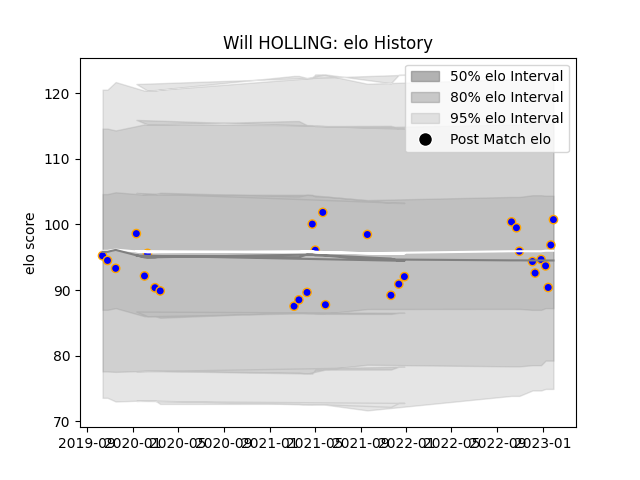 Will HOLLING: elo History
50% elo Interval
80% elo Interval
95% elo Interval
Post Match elo
elo score
120
110
100
90
80
70
2019-09 2020-01 2020-05 2020-09 2021-01 2021-05 2021-09 2022-01 2022-05 2022-09 2023-01